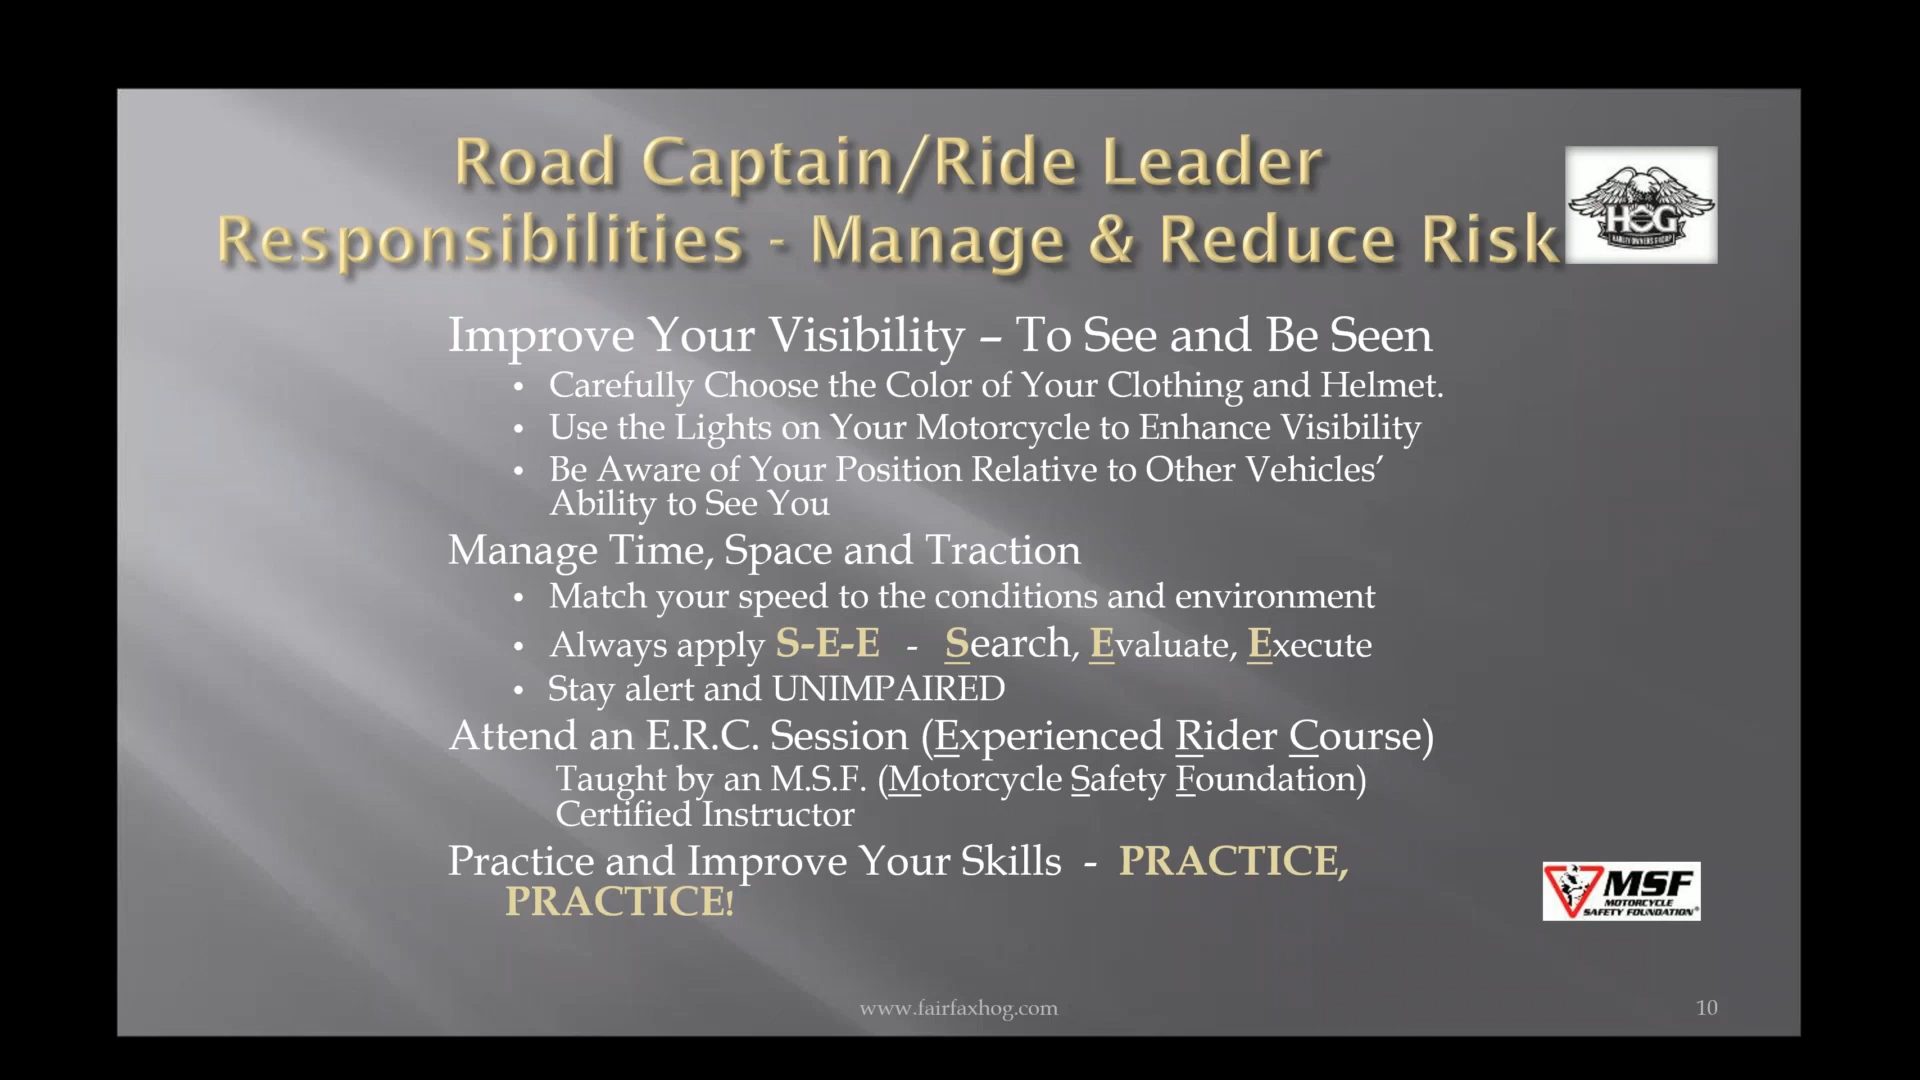 Road Captain/Ride Leader
Responsibilities - Manage & Reduce Risk
HOG
HARLEY OWNERS GROUP
Improve Your Visibility – To See and Be Seen
• Carefully Choose the Color of Your Clothing and Helmet.
• Use the Lights on Your Motorcycle to Enhance Visibility
• Be Aware of Your Position Relative to Other Vehicles’
Ability to See You
Manage Time, Space and Traction
• Match your speed to the conditions and environment
• Always apply S-E-E - Search, Evaluate, Execute
• Stay alert and UNIMPAIRED
Attend an E.R.C. Session (Experienced Rider Course)
Taught by an M.S.F. (Motorcycle Safety Foundation)
Certified Instructor
Practice and Improve Your Skills - PRACTICE,
PRACTICE!
MSF
MOTORCYCLE
SAFETY FOUNDATION®
www.fairfaxhog.com
10